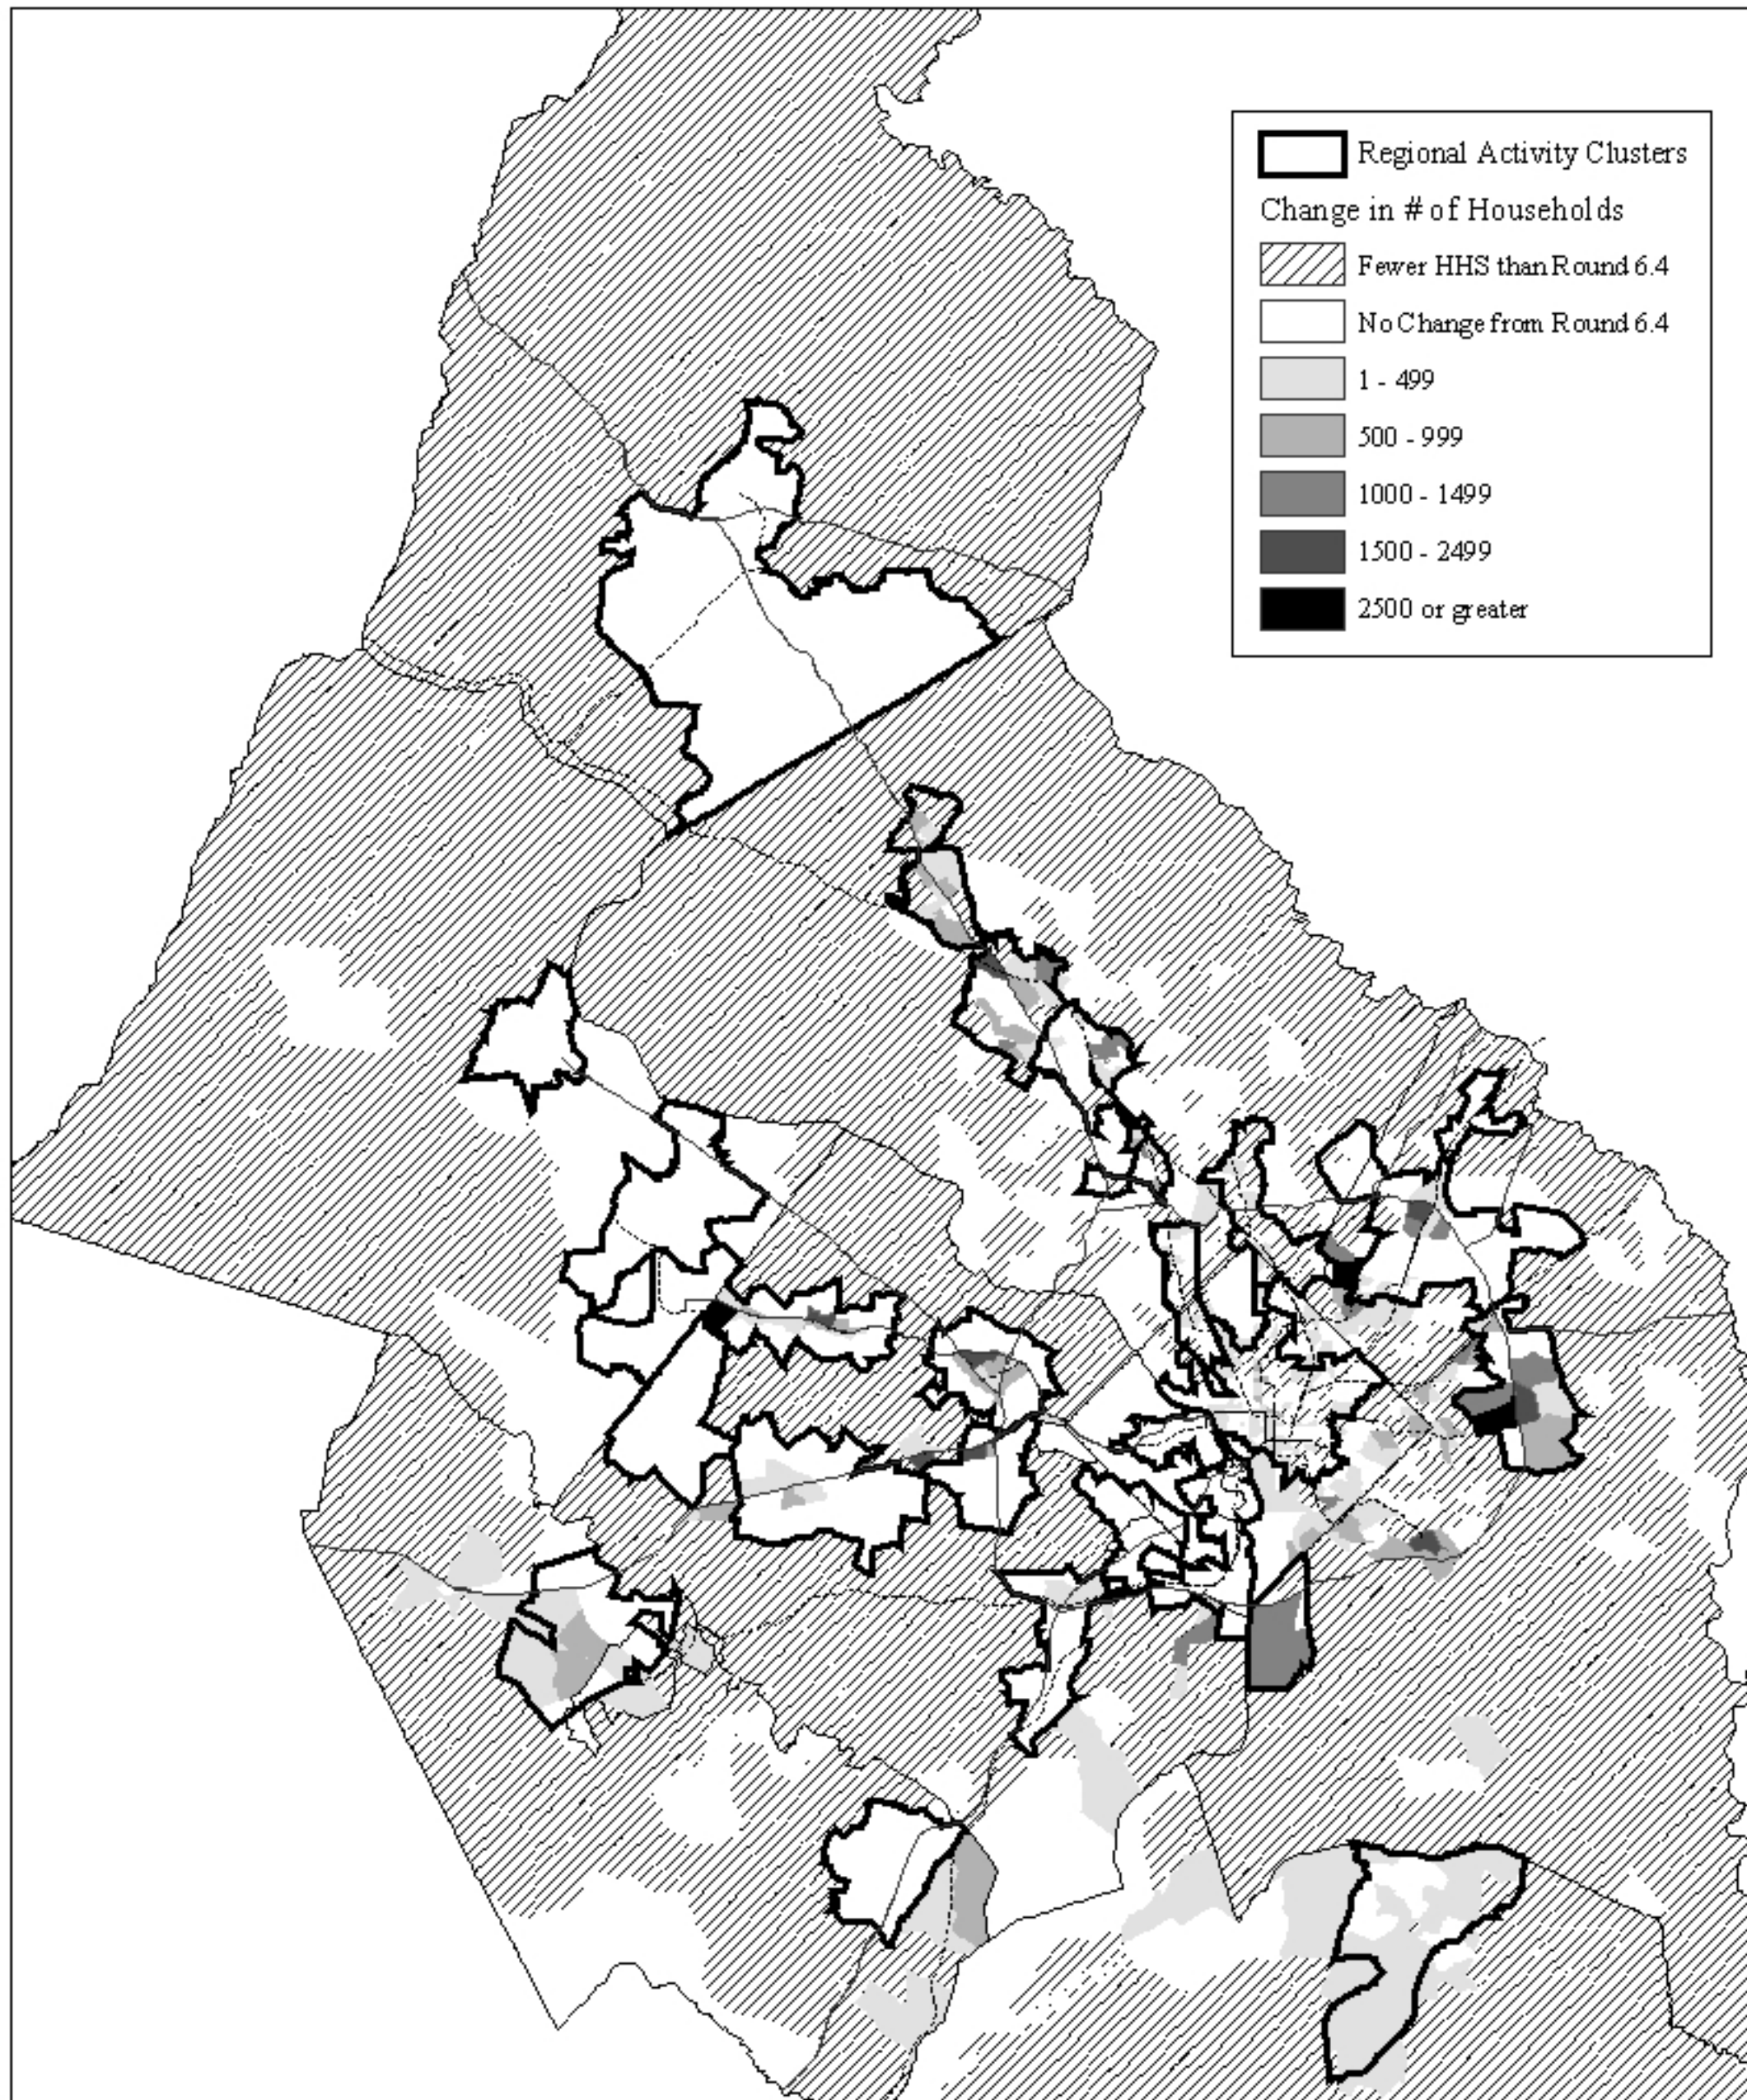 Regional Activity Clusters
Change in # of Households
Fewer HHS than Round 6.4
No Change from Round 6.4
1 - 499
500 - 999
1000 - 1499
1500 - 2499
2500 or greater